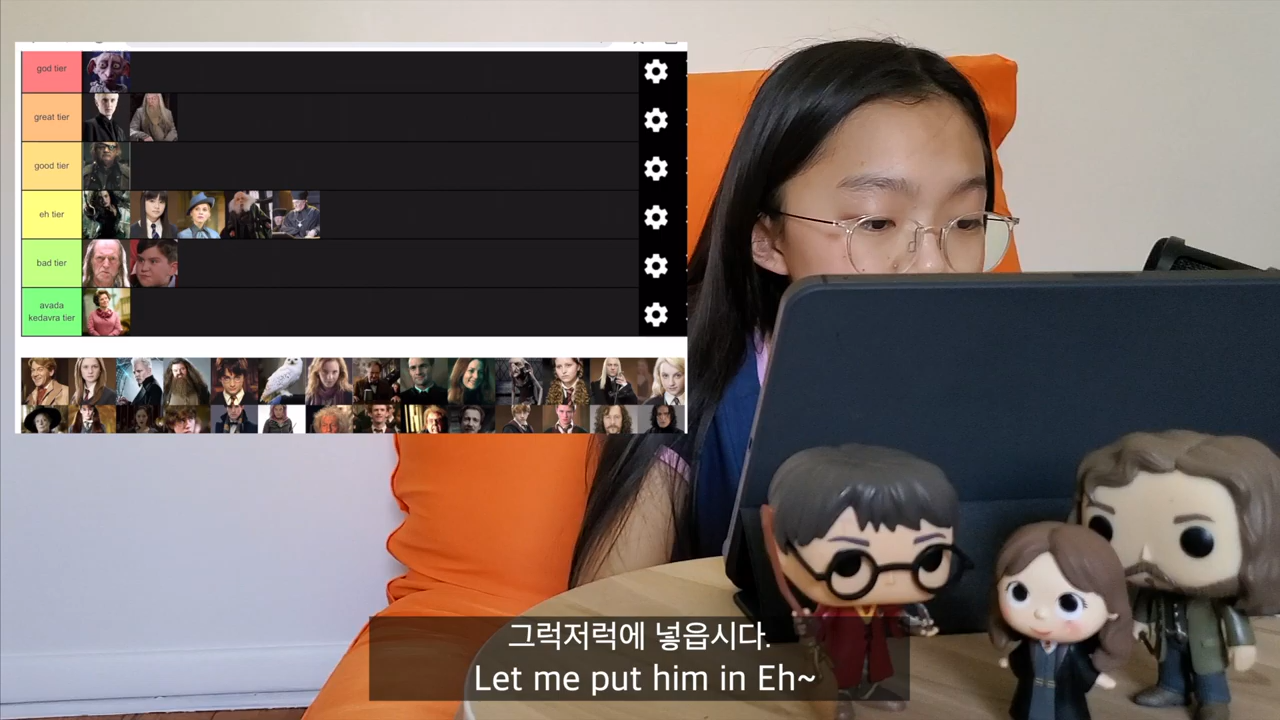 god tier
great tier
good tier
eh tier
bad tier
avada
kedavra tier
그럭저럭에 넣읍시다.
Let me put him in Eh~